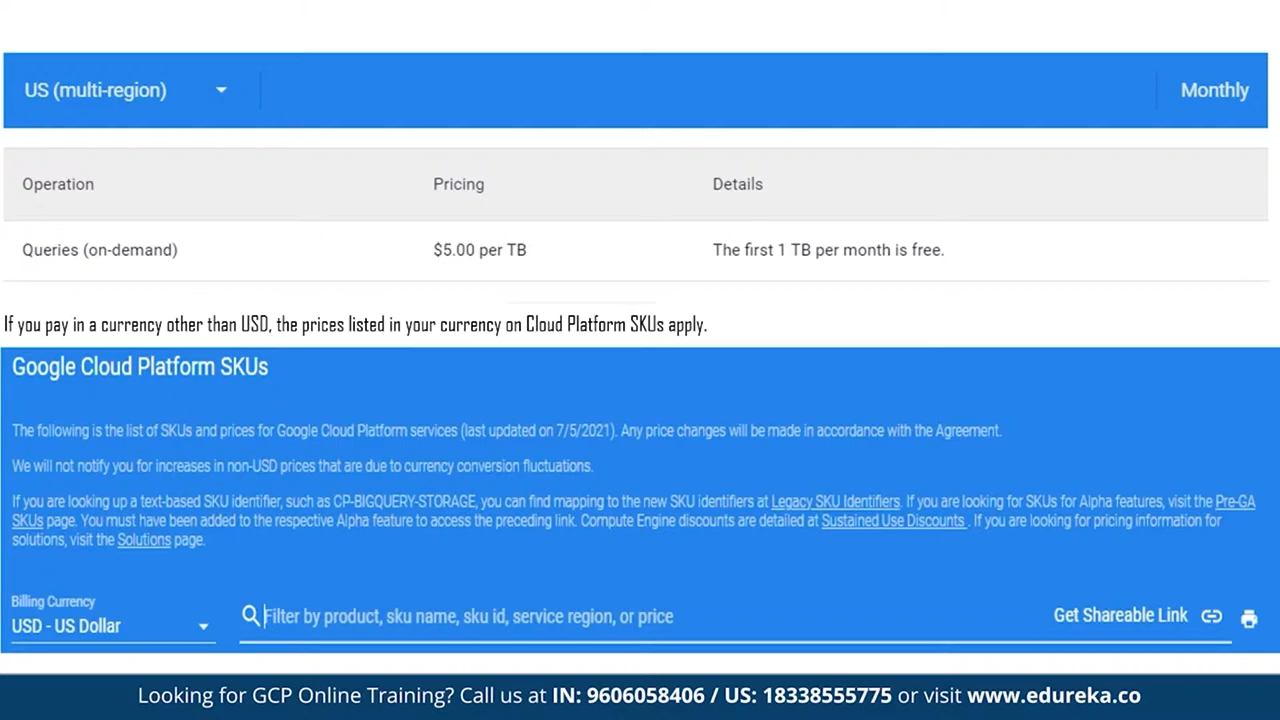 US (multi-region) Monthly
Operation Pricing Details
Queries (on-demand) $5.00 per TB The first 1 TB per month is free.
If you pay in a currency other than USD, the prices listed in your currency on Cloud Platform SKUs apply.
Google Cloud Platform SKUs
The following is the list of SKUs and prices for Google Cloud Platform services (last updated on 7/5/2021). Any price changes will be made in accordance with the Agreement.
We will not notify you for increases in non-USD prices that are due to currency conversion fluctuations.
If you are looking up a text-based SKU identifier, such as CP-BIGQUERY-STORAGE, you can find mapping to the new SKU identifiers at Legacy SKU Identifiers. If you are looking for SKUs for Alpha features, visit the Pre-GA
SKUs page. You must have been added to the respective Alpha feature to access the preceding link. Compute Engine discounts are detailed at Sustained Use Discounts . If you are looking for pricing information for
solutions, visit the Solutions page.
Billing Currency
USD - US Dollar Filter by product, sku name, sku id, service region, or price Get Shareable Link
Looking for GCP Online Training? Call us at IN: 9606058406 / US: 18338555775 or visit www.edureka.co